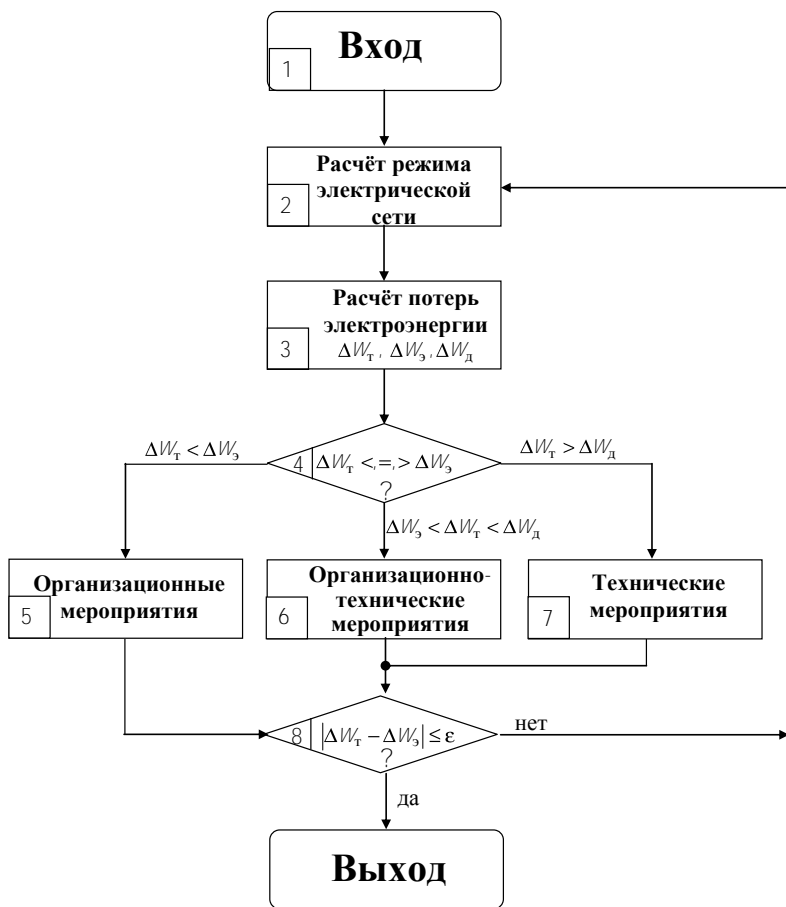 Вход
1
Расчёт режима
электрической
сети
2
Расчёт потерь
электроэнергии
ΔWт, ΔWэ, ΔWд
3
ΔWт < ΔWэ
4 ΔWт <,=,> ΔWэ
?
ΔWт > ΔWд
ΔWэ < ΔWт < ΔWд
Организационные
мероприятия
5
Организационно-
технические
мероприятия
6
Технические
мероприятия
7
8 |ΔWт − ΔWэ| ≤ ε
?
нет
да
Выход